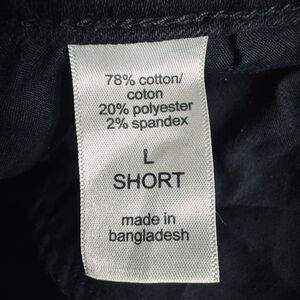 78% cotton/
coton
20% polyester
2% spandex
L
SHORT
made in
bangladesh